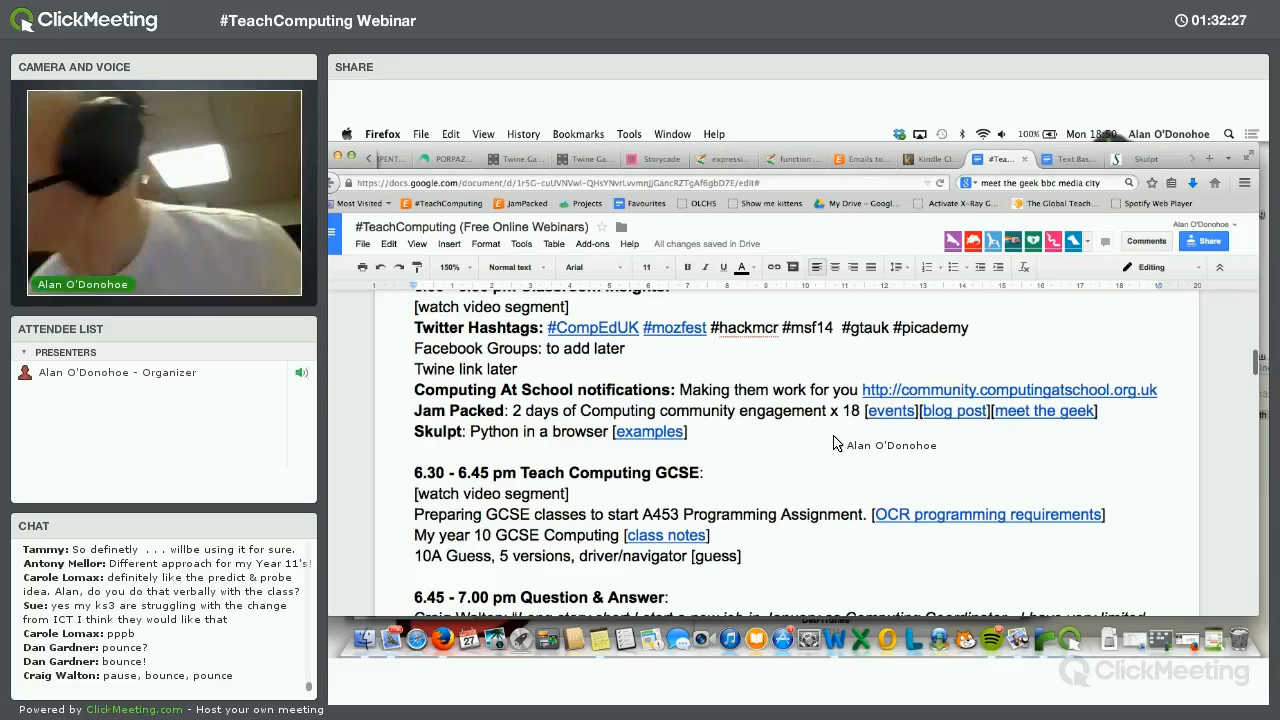 ClickMeeting
#TeachComputing Webinar
01:32:27
CAMERA AND VOICE
Alan O'Donohoe
ATTENDEE LIST
PRESENTERS
Alan O'Donohoe - Organizer
CHAT
Tammy: So definetly . . . willbe using it for sure.
Antony Mellor: Different approach for my Year 11's!
Carole Lomax: definitely like the predict & probe
idea. Alan, do you do that verbally with the class?
Sue: yes my ks3 are struggling with the change
from ICT I think they would like that
Carole Lomax: pppb
Dan Gardner: pounce?
Dan Gardner: bounce!
Craig Walton: pause, bounce, pounce
Powered by ClickMeeting.com - Host your own meeting
SHARE
Firefox File Edit View History Bookmarks Tools Window Help
100% Mon 18:50 Alan O'Donohoe
PORPAZ... Twine Ga... Twine Ga... Storycade expressi... function ... Emails to... Kindle Cl... #Tea... Text Bas... Skulpt
meet the geek bbc media city
Most Visited #TeachComputing JamPacked Projects Favourites OLCHS Show me kittens My Drive - Googl... Activate X-Ray G... The Global Teach... Spotify Web Player
#TeachComputing (Free Online Webinars)
Alan O'Donohoe
File Edit View Insert Format Tools Table Add-ons Help All changes saved in Drive
Comments Share
150% Normal text Arial 11 B I U A Editing
[watch video segment]
Twitter Hashtags: #CompEdUK #mozfest #hackmcr #msf14 #gtauk #picademy
Facebook Groups: to add later
Twine link later
Computing At School notifications: Making them work for you http://community.computingatschool.org.uk
Jam Packed: 2 days of Computing community engagement x 18 [events][blog post][meet the geek]
Skulpt: Python in a browser [examples]
Alan O'Donohoe
6.30 - 6.45 pm Teach Computing GCSE:
[watch video segment]
Preparing GCSE classes to start A453 Programming Assignment. [OCR programming requirements]
My year 10 GCSE Computing [class notes]
10A Guess, 5 versions, driver/navigator [guess]
6.45 - 7.00 pm Question & Answer:
ClickMeeting